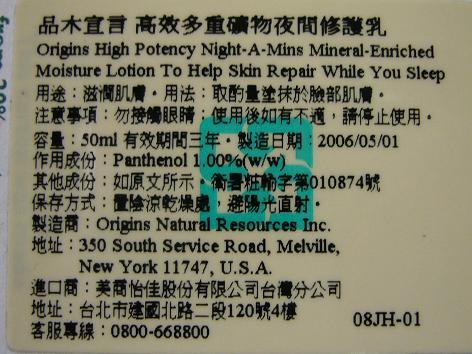 品木宣言 高效多重礦物夜間修護乳
Origins High Potency Night-A-Mins Mineral-Enriched
Moisture Lotion To Help Skin Repair While You Sleep
用途：滋潤肌膚。用法：取酌量塗抹於臉部肌膚。
注意事項：勿接觸眼睛；使用後如有不適，請停止使用。
容量：50ml 有效期間三年。製造日期：2006/05/01
作用成份：Panthenol 1.00%(w/w)
其他成份：如原文所示。衛署粧輸字第010874號
保存方式：置陰涼乾燥處，避陽光直射。
製造商：Origins Natural Resources Inc.
地址：350 South Service Road, Melville,
New York 11747, U.S.A.
進口商：美商怡佳股份有限公司台灣分公司
地址：台北市建國北路二段120號4樓
客服專線：0800-668800
08JH-01